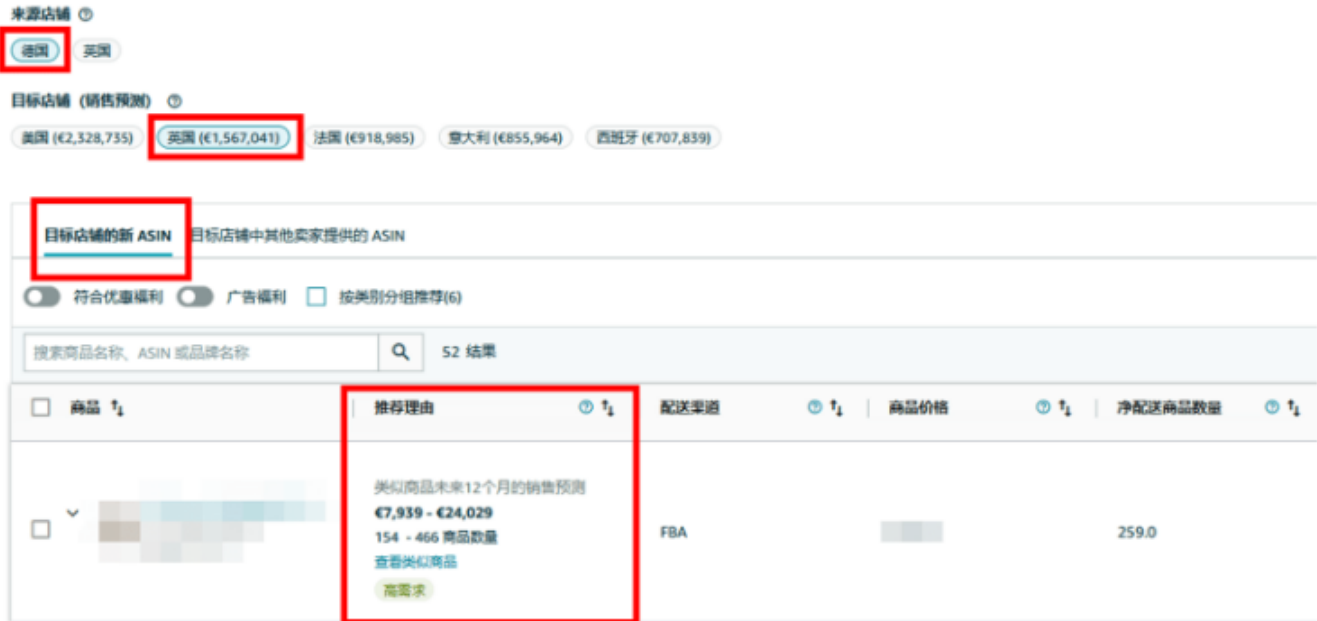 来源店铺
德国 英国
目标店铺 (销售预测)
美国 (€2,328,735) 英国 (€1,567,041) 法国 (€918,985) 意大利 (€855,964) 西班牙 (€707,839)
目标店铺的新 ASIN 目标店铺中其他卖家提供的 ASIN
符合优惠福利 广告福利 按类别分组推荐(6)
搜索商品名称、ASIN 或品牌名称 52 结果
商品 推荐理由 配送渠道 商品价格 净配送商品数量
类似商品未来12个月的销售预测
€7,939 - €24,029
154 - 466 商品数量
FBA 259.0
查看类似商品
高需求